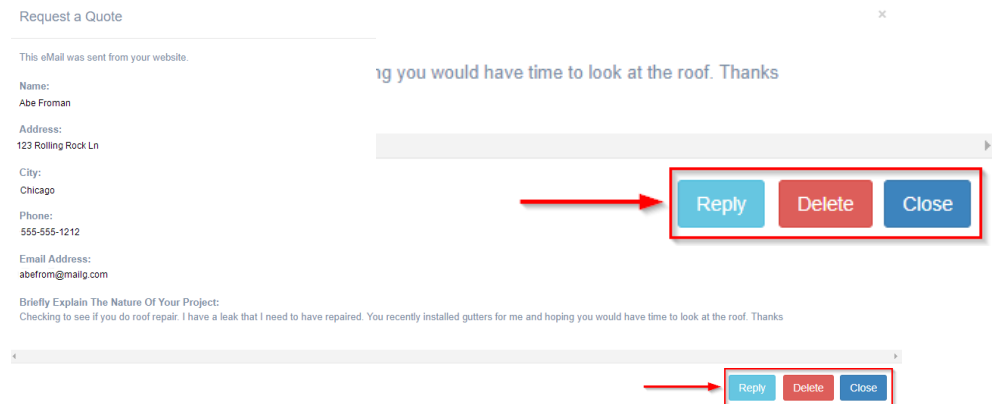 Request a Quote
×
This eMail was sent from your website.
ng you would have time to look at the roof. Thanks
Name:
Abe Froman
Address:
123 Rolling Rock Ln
City:
Chicago
Reply Delete Close
Phone:
555-555-1212
Email Address:
abefrom@mailg.com
Briefly Explain The Nature Of Your Project:
Checking to see if you do roof repair. I have a leak that I need to have repaired. You recently installed gutters for me and hoping you would have time to look at the roof. Thanks
Reply Delete Close